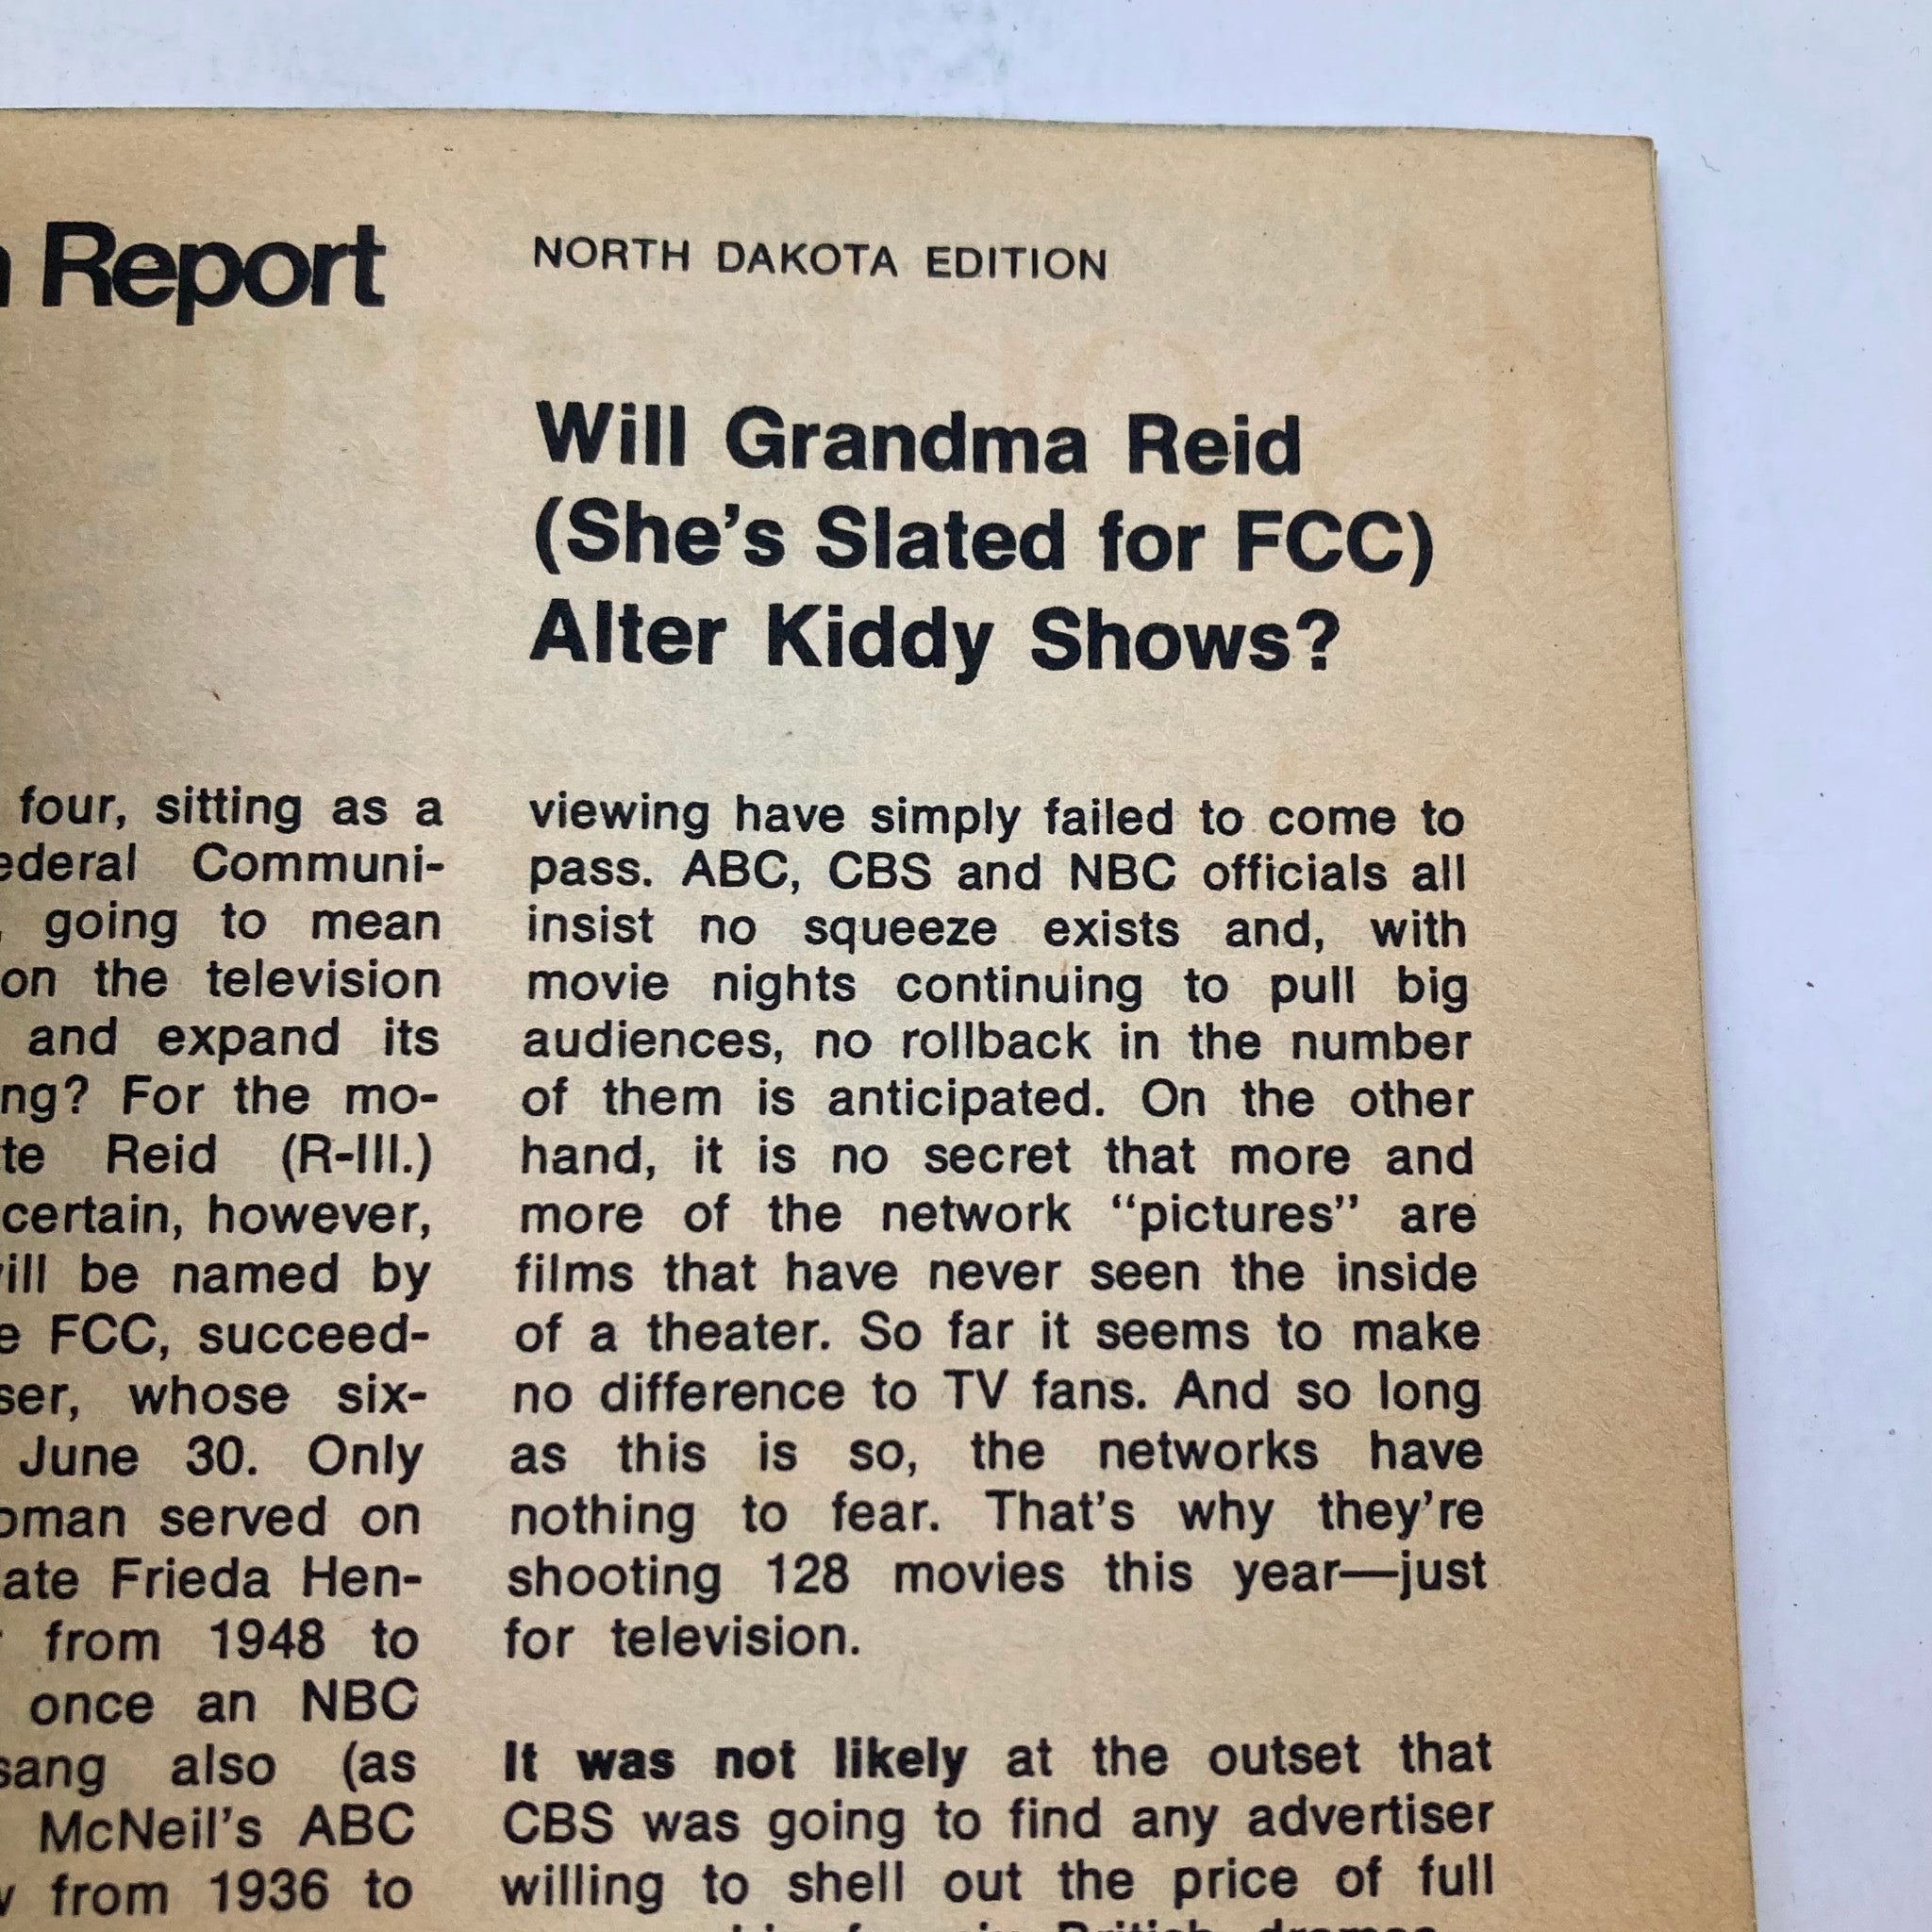 Report
NORTH DAKOTA EDITION
Will Grandma Reid
(She's Slated for FCC)
Alter Kiddy Shows?
four, sitting as a
ederal Communi-
going to mean
on the television
and expand its
ng? For the mo-
te Reid (R-Ill.)
certain, however,
ill be named by
e FCC, succeed-
ser, whose six-
June 30. Only
oman served on
ate Frieda Hen-
from 1948 to
once an NBC
sang also (as
McNeil's ABC
from 1936 to
viewing have simply failed to come to
pass. ABC, CBS and NBC officials all
insist no squeeze exists and, with
movie nights continuing to pull big
audiences, no rollback in the number
of them is anticipated. On the other
hand, it is no secret that more and
more of the network “pictures” are
films that have never seen the inside
of a theater. So far it seems to make
no difference to TV fans. And so long
as this is so, the networks have
nothing to fear. That's why they're
shooting 128 movies this year—just
for television.
It was not likely at the outset that
CBS was going to find any advertiser
willing to shell out the price of full